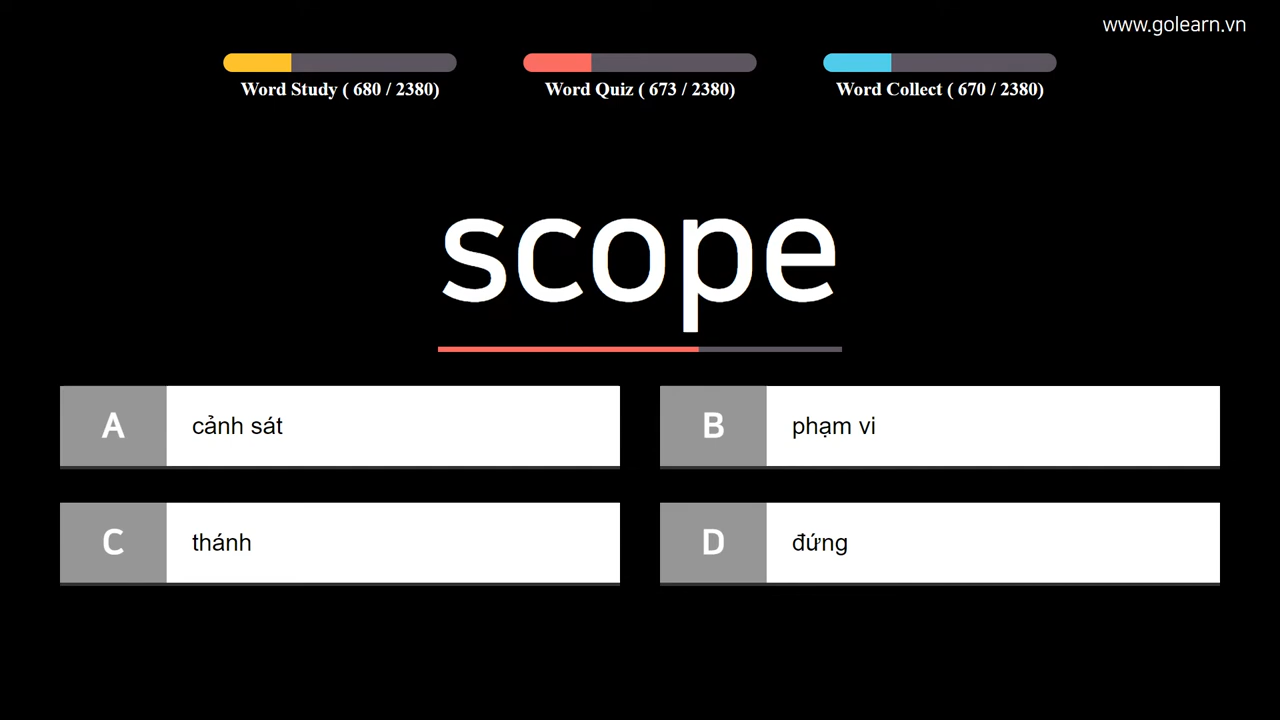 www.golearn.vn
Word Study ( 680 / 2380)
Word Quiz ( 673 / 2380)
Word Collect ( 670 / 2380)
scope
A cảnh sát
B phạm vi
C thánh
D đứng